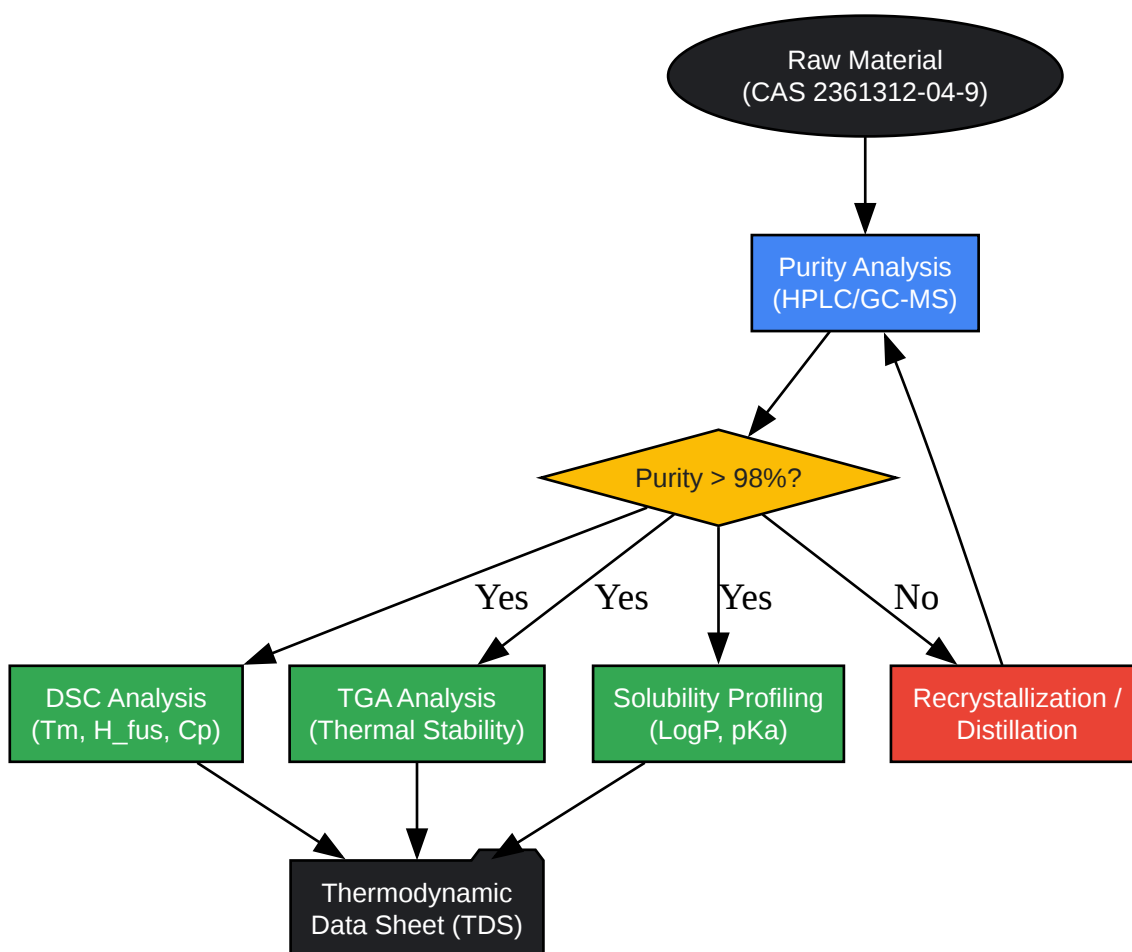 Raw Material
(CAS 2361312-04-9)
Purity Analysis
(HPLC/GC-MS)
Purity > 98%?
Yes
Yes
Yes
No
DSC Analysis
(Tm, H_fus, Cp)
TGA Analysis
(Thermal Stability)
Solubility Profiling
(LogP, pKa)
Recrystallization /
Distillation
Thermodynamic
Data Sheet (TDS)